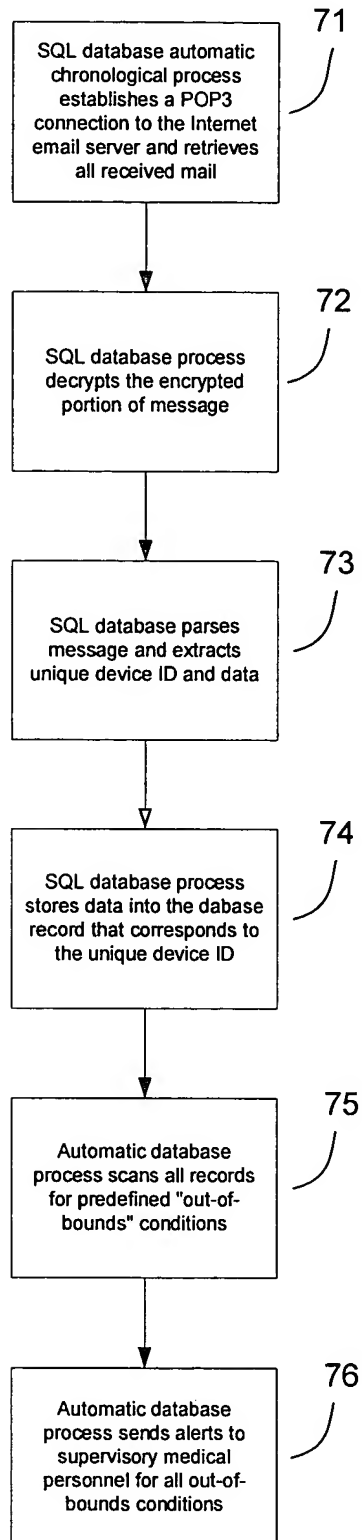 71
SQL database automatic
chronological process
establishes a POP3
connection to the Internet
email server and retrieves
all received mail
72
SQL database process
decrypts the encrypted
portion of message
73
SQL database parses
message and extracts
unique device ID and data
74
SQL database process
stores data into the dabase
record that corresponds to
the unique device ID
75
Automatic database
process scans all records
for predefined "out-of-
bounds" conditions
76
Automatic database
process sends alerts to
supervisory medical
personnel for all out-of-
bounds conditions